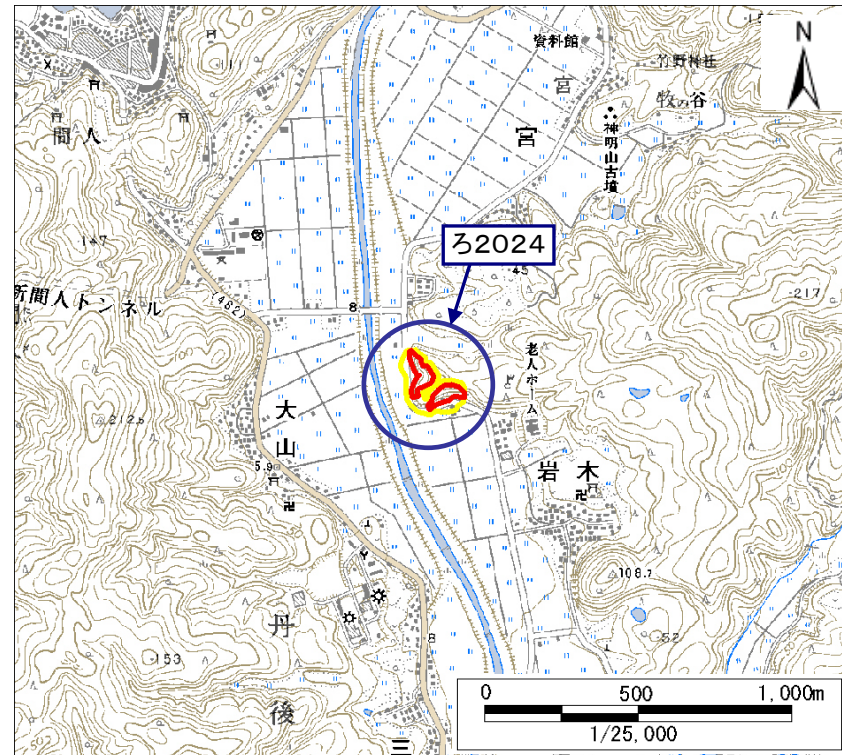 資料館
竹野神社
牧の谷
宮
宮
神明山古墳
間人
111
147
ろ2024
45
217
新間人トンネル
(482)
8
老人ホーム
212.5
大山
5.9
岩木
108.7
52
153
丹後
8
三
N
0 500 1,000m
1/25,000